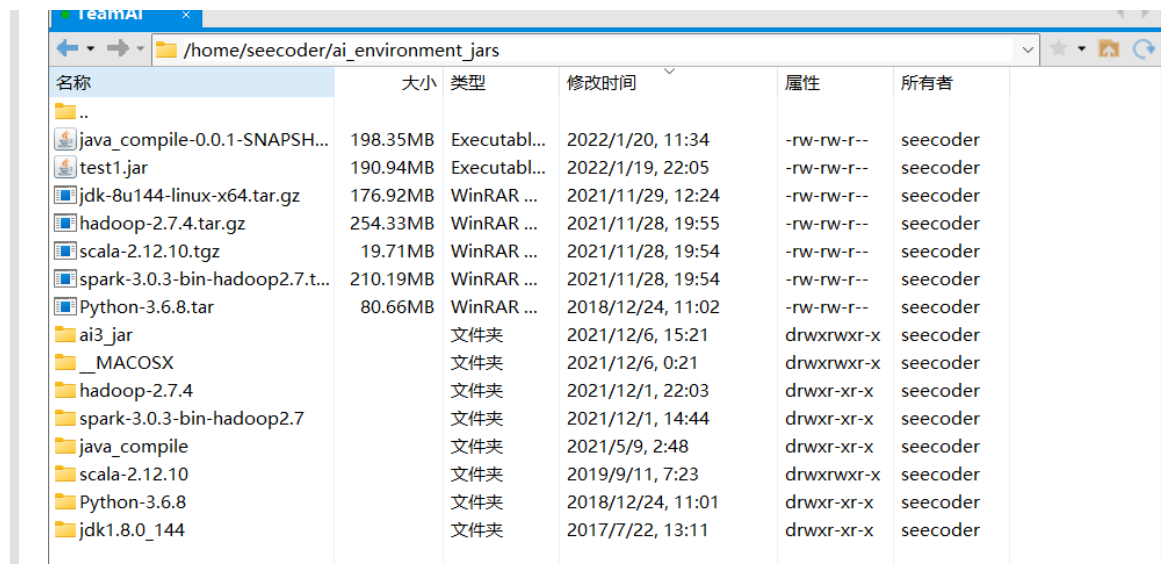 TeamAI ×
/home/seecoder/ai_environment_jars
名称 大小 类型 修改时间 属性 所有者
..
java_compile-0.0.1-SNAPSH... 198.35MB Executabl... 2022/1/20, 11:34 -rw-rw-r-- seecoder
test1.jar 190.94MB Executabl... 2022/1/19, 22:05 -rw-rw-r-- seecoder
jdk-8u144-linux-x64.tar.gz 176.92MB WinRAR ... 2021/11/29, 12:24 -rw-rw-r-- seecoder
hadoop-2.7.4.tar.gz 254.33MB WinRAR ... 2021/11/28, 19:55 -rw-rw-r-- seecoder
scala-2.12.10.tgz 19.71MB WinRAR ... 2021/11/28, 19:54 -rw-rw-r-- seecoder
spark-3.0.3-bin-hadoop2.7.t... 210.19MB WinRAR ... 2021/11/28, 19:54 -rw-rw-r-- seecoder
Python-3.6.8.tar 80.66MB WinRAR ... 2018/12/24, 11:02 -rw-rw-r-- seecoder
ai3_jar 文件夹 2021/12/6, 15:21 drwxrwxr-x seecoder
__MACOSX 文件夹 2021/12/6, 0:21 drwxrwxr-x seecoder
hadoop-2.7.4 文件夹 2021/12/1, 22:03 drwxr-xr-x seecoder
spark-3.0.3-bin-hadoop2.7 文件夹 2021/12/1, 14:44 drwxr-xr-x seecoder
java_compile 文件夹 2021/5/9, 2:48 drwxr-xr-x seecoder
scala-2.12.10 文件夹 2019/9/11, 7:23 drwxrwxr-x seecoder
Python-3.6.8 文件夹 2018/12/24, 11:01 drwxr-xr-x seecoder
jdk1.8.0_144 文件夹 2017/7/22, 13:11 drwxr-xr-x seecoder